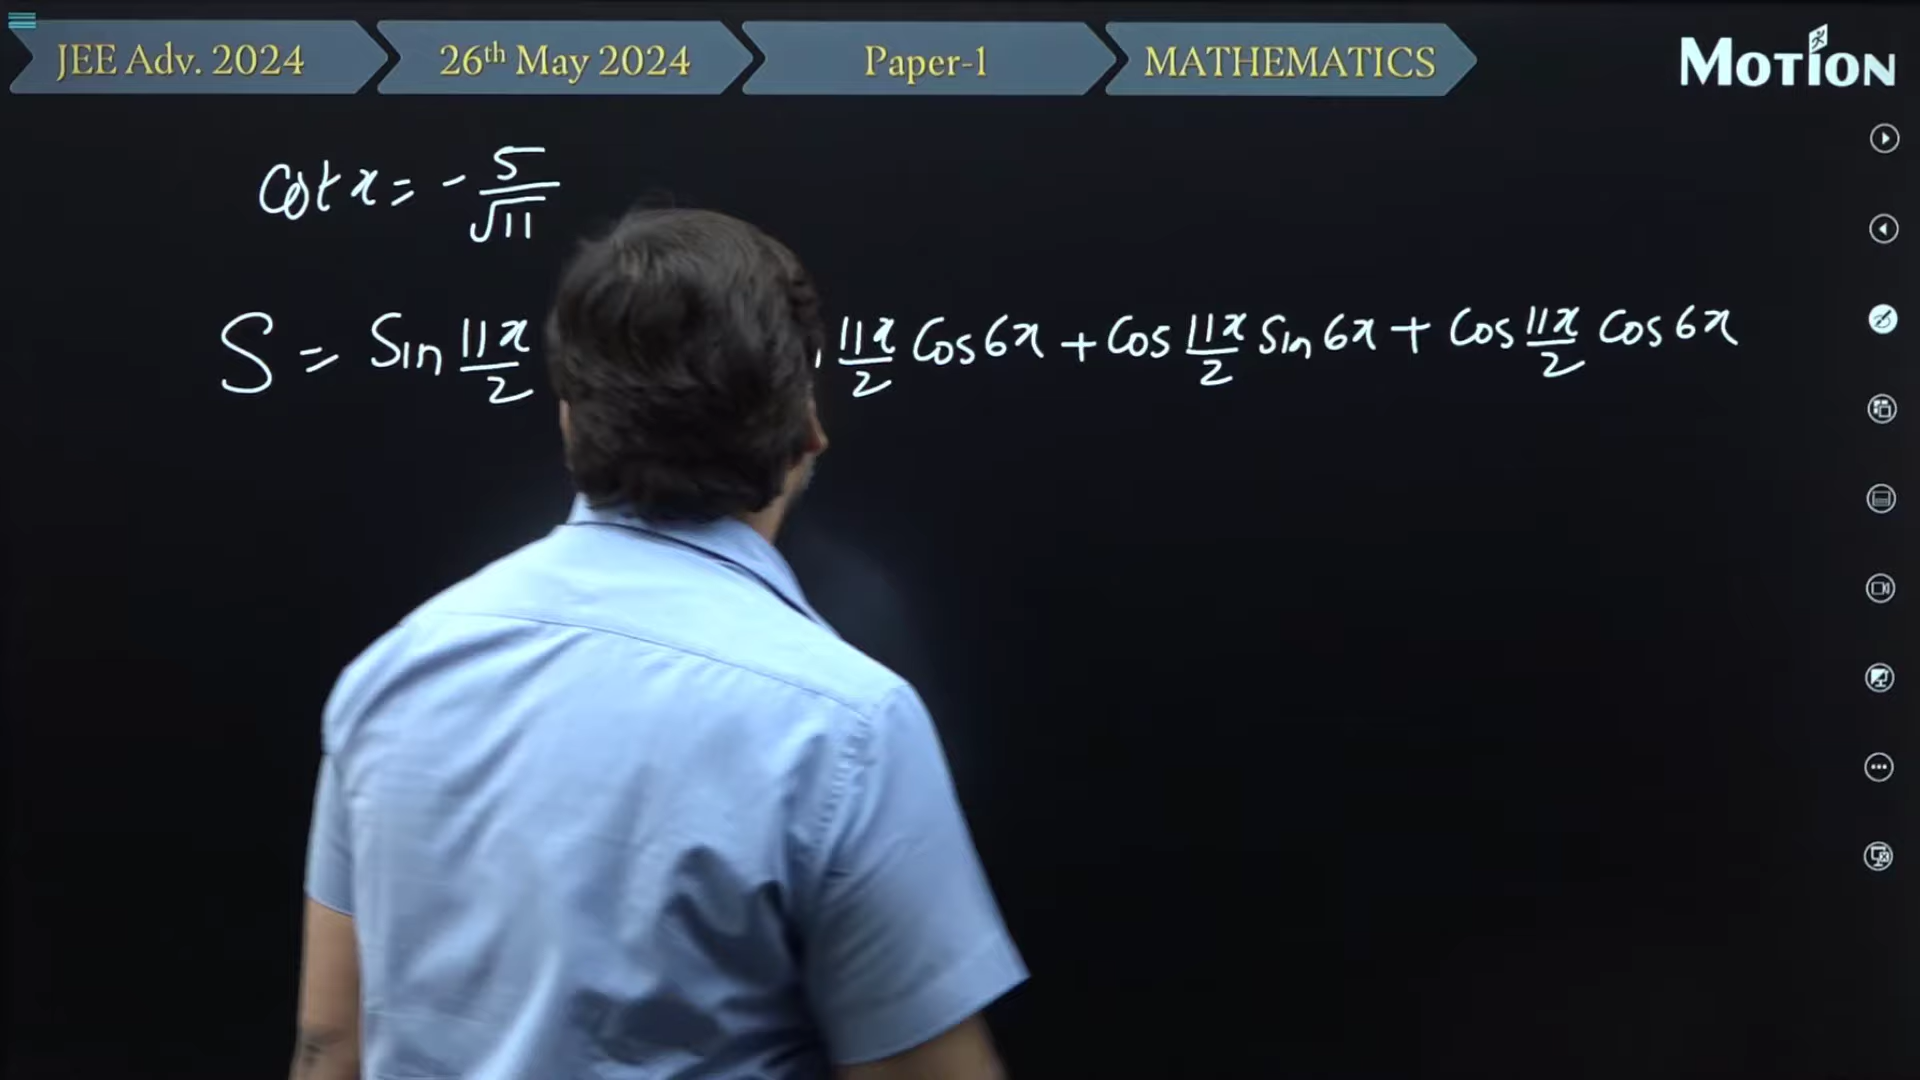 JEE Adv. 2024 26th May 2024 Paper-1 MATHEMATICS MOTION
Cot x = - 5/√11
S = Sin 11x/2 11x/2 Cos 6x + Cos 11x/2 Sin 6x + Cos 11x/2 Cos 6x